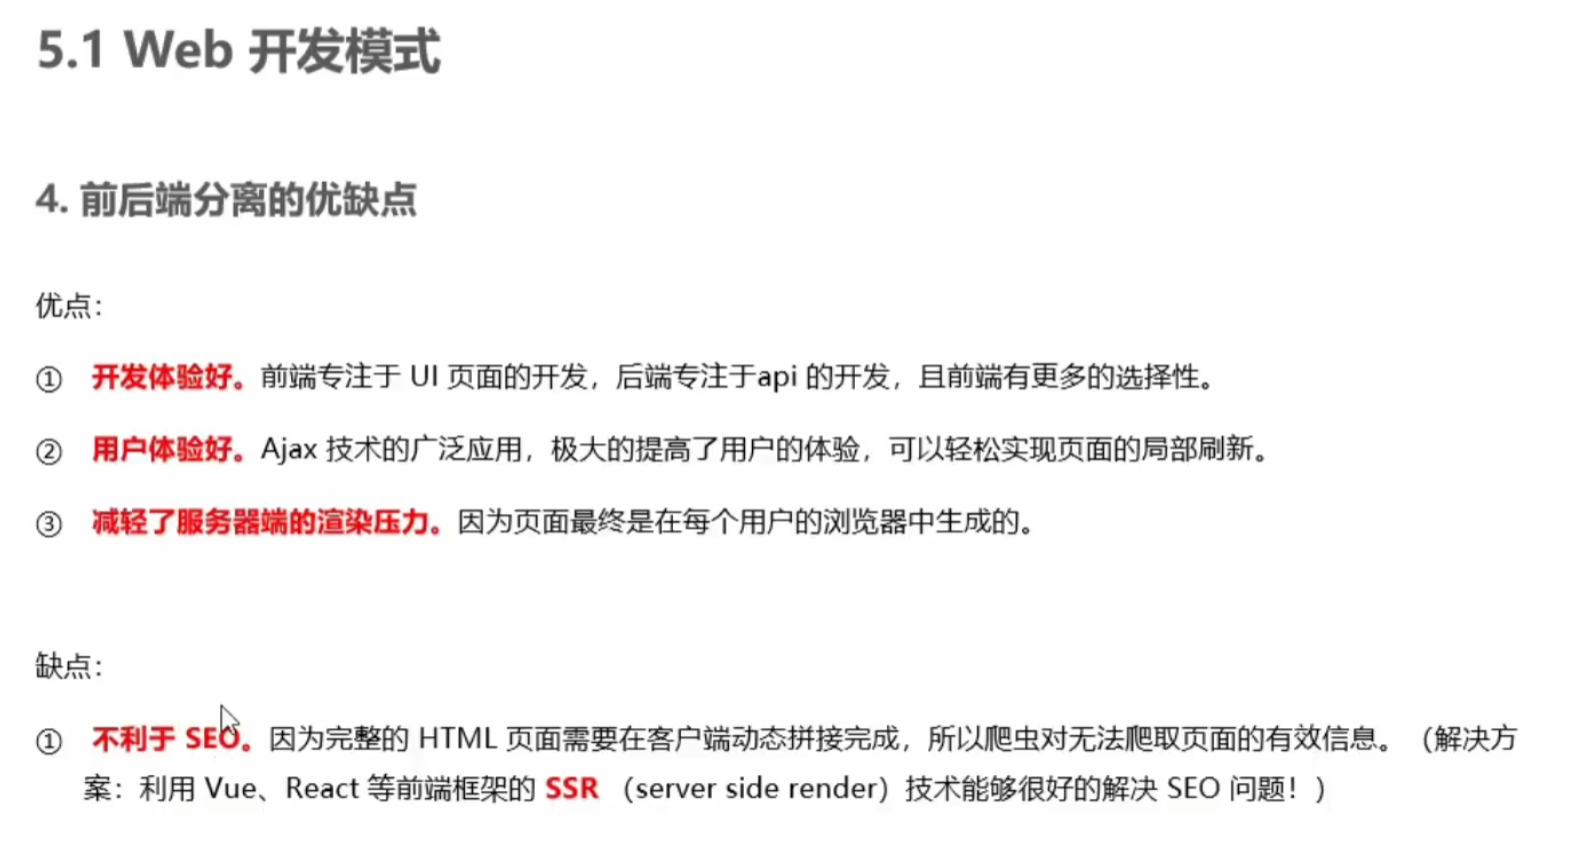 5.1 Web 开发模式
4. 前后端分离的优缺点
优点：
① 开发体验好。前端专注于 UI 页面的开发，后端专注于api 的开发，且前端有更多的选择性。
② 用户体验好。Ajax 技术的广泛应用，极大的提高了用户的体验，可以轻松实现页面的局部刷新。
③ 减轻了服务器端的渲染压力。因为页面最终是在每个用户的浏览器中生成的。
缺点：
① 不利于 SEO。因为完整的 HTML 页面需要在客户端动态拼接完成，所以爬虫对无法爬取页面的有效信息。（解决方
案：利用 Vue、React 等前端框架的 SSR （server side render）技术能够很好的解决 SEO 问题！）